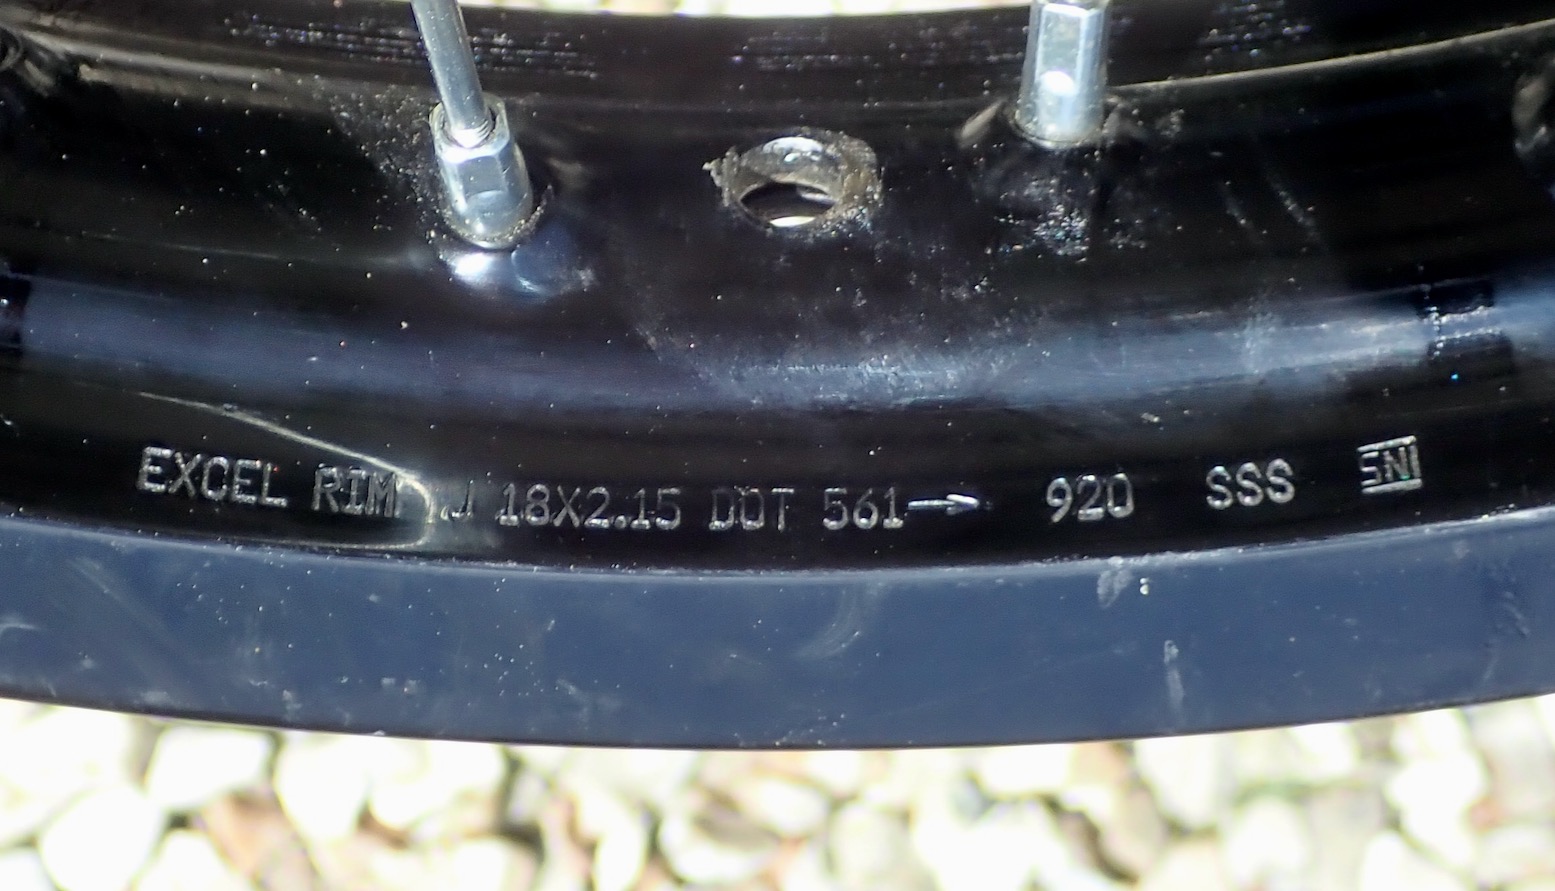 EXCEL RIM J 18X2.15 DOT 561→ 920 SSS SNI